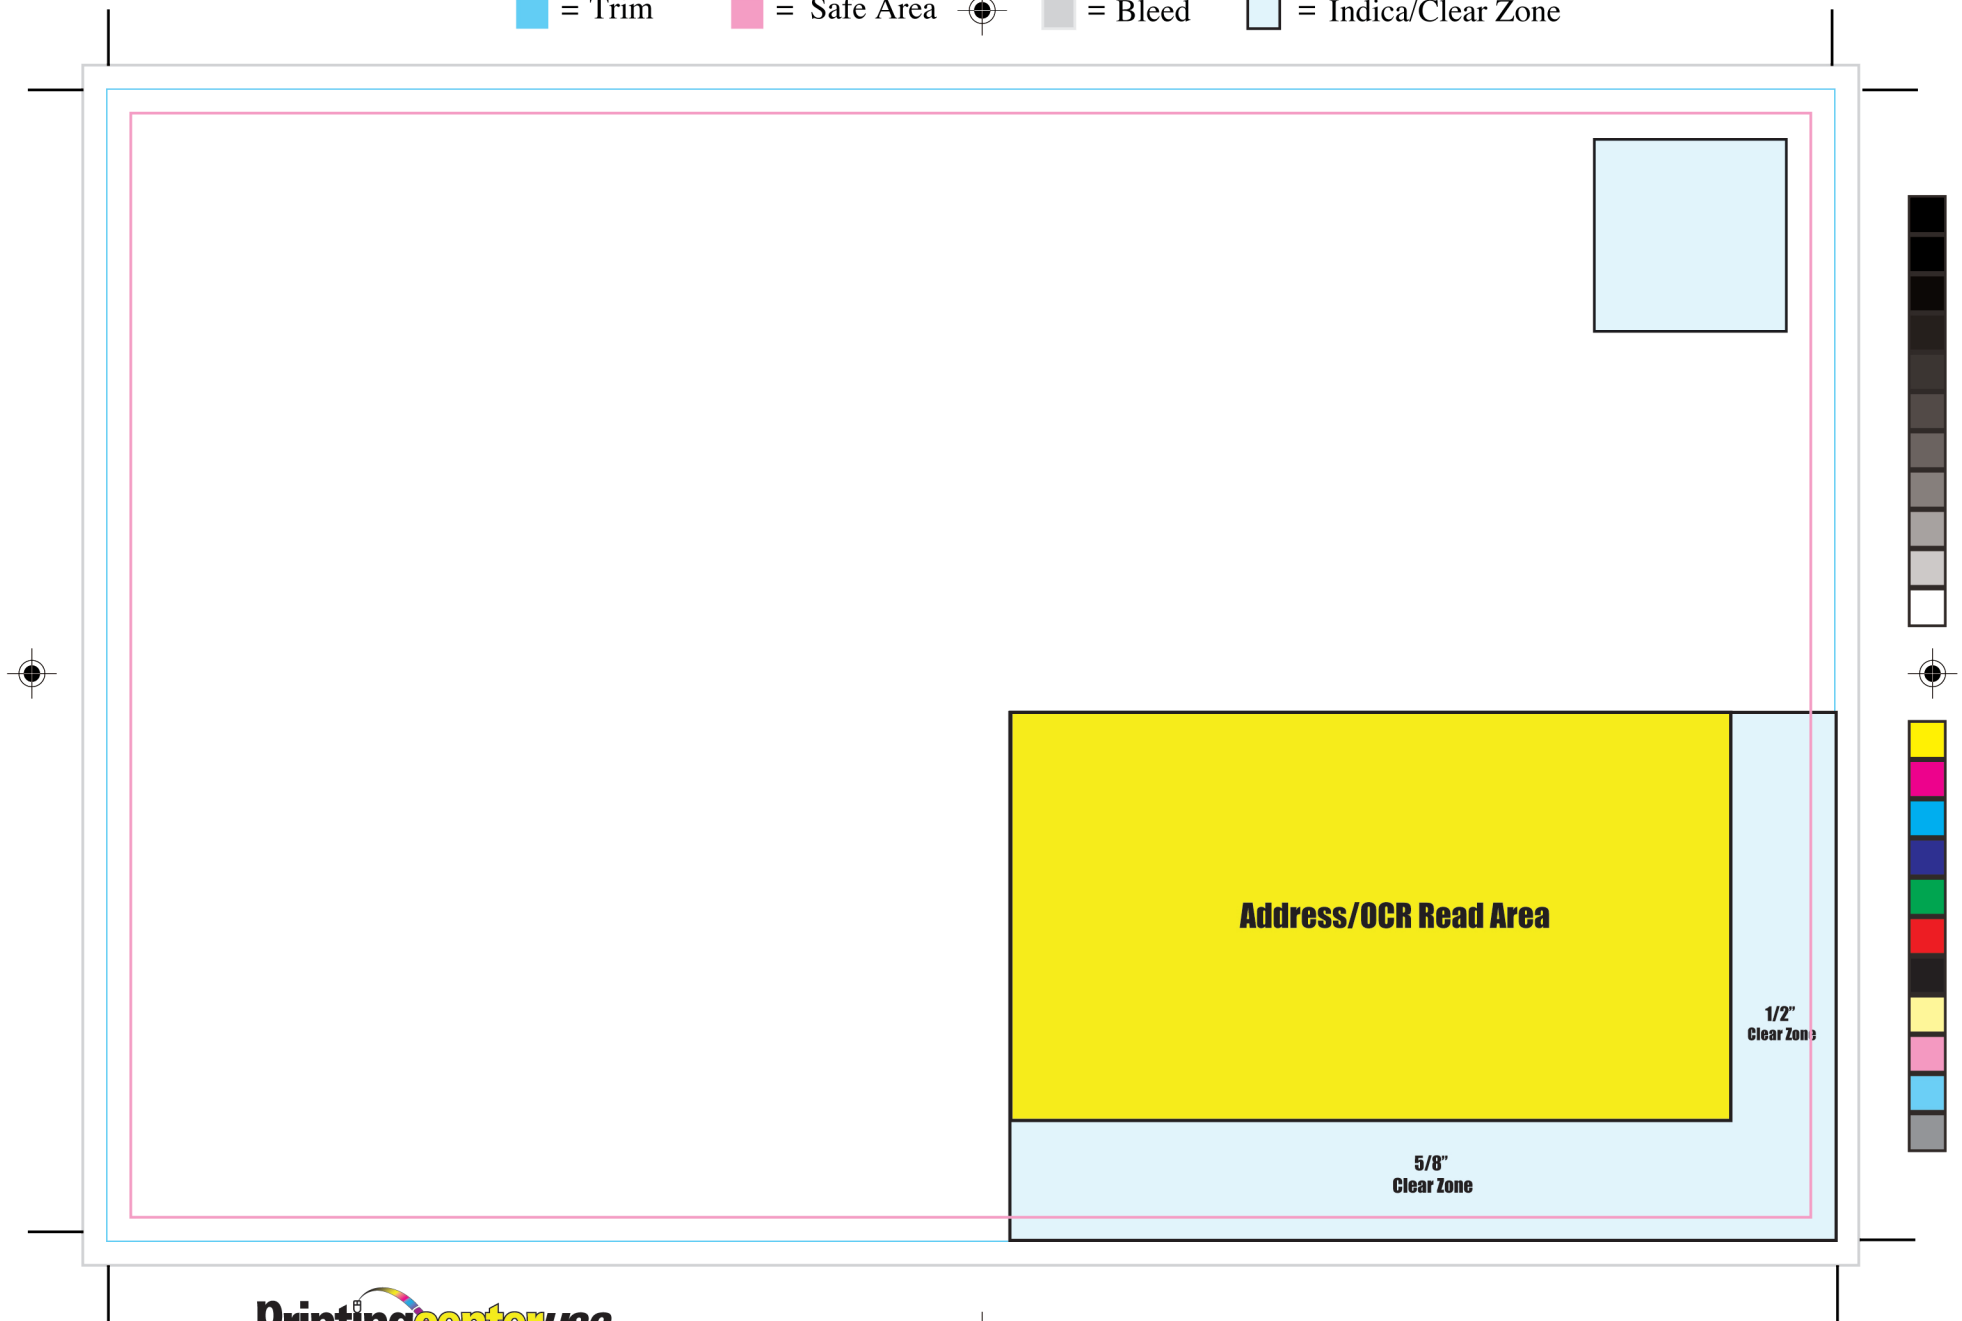 = Trim = Safe Area = Bleed = Indica/Clear Zone
Address/OCR Read Area
1/2”
Clear Zone
5/8”
Clear Zone
printingcenterusa